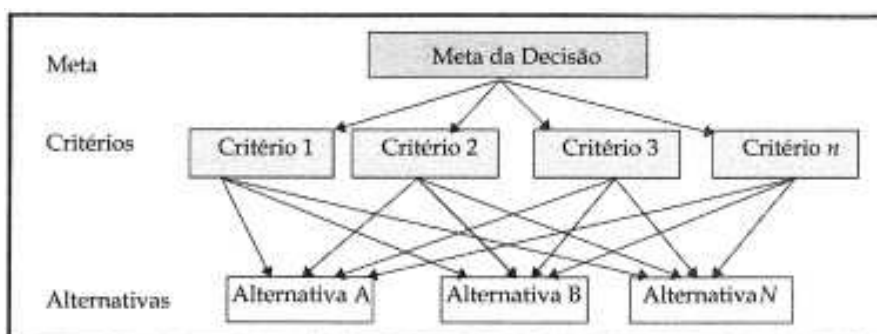 Meta
Meta da Decisão
Critérios
Critério 1
Critério 2
Critério 3
Critério n
Alternativas
Alternativa A
Alternativa B
Alternativa N